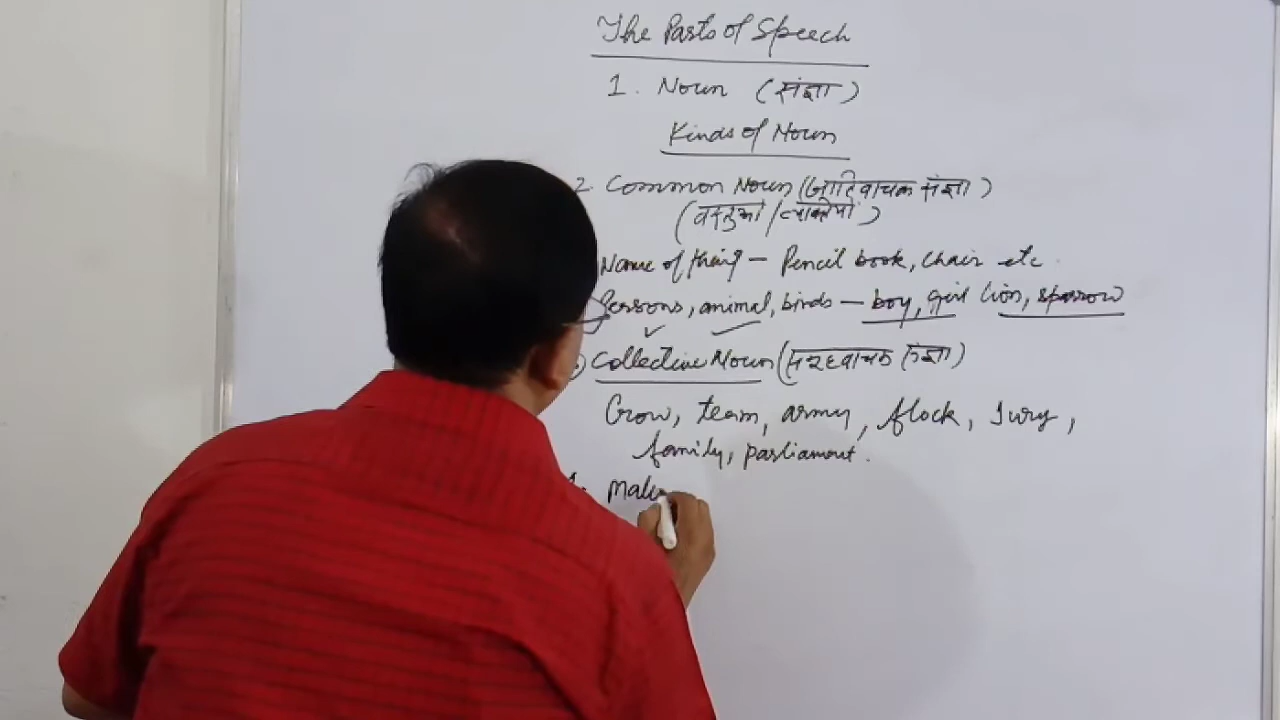 The Parts of Speech
1. Noun (संज्ञा)
Kinds of Noun
2. Common Noun (जातिवाचक संज्ञा)
(वस्तुओं / व्यक्तियों)
Name of thing – Pencil book, chair etc
Persons, animal, birds – boy, girl lion, sparrow
Collective Noun (समूहवाचक संज्ञा)
Crow, team, army, flock, Jury,
family, parliament.
4. Mate